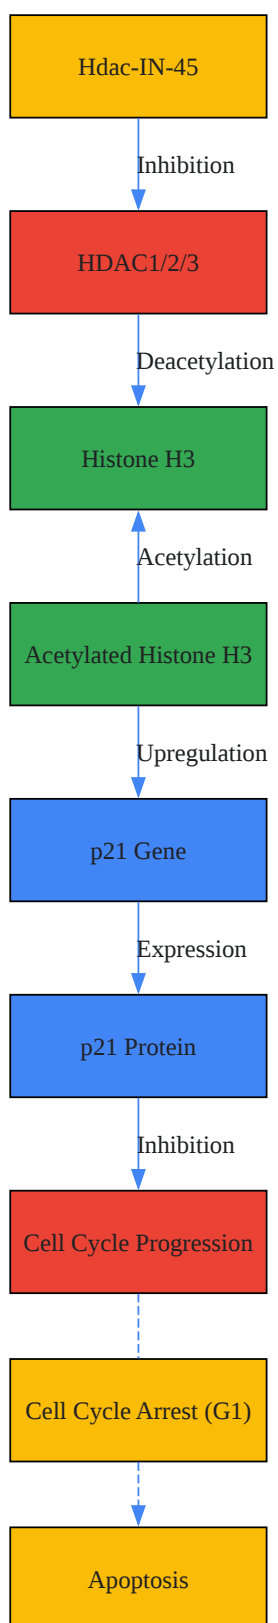 Hdac-IN-45
Inhibition
HDAC1/2/3
Deacetylation
Histone H3
Acetylation
Acetylated Histone H3
Upregulation
p21 Gene
Expression
p21 Protein
Inhibition
Cell Cycle Progression
Cell Cycle Arrest (G1)
Apoptosis